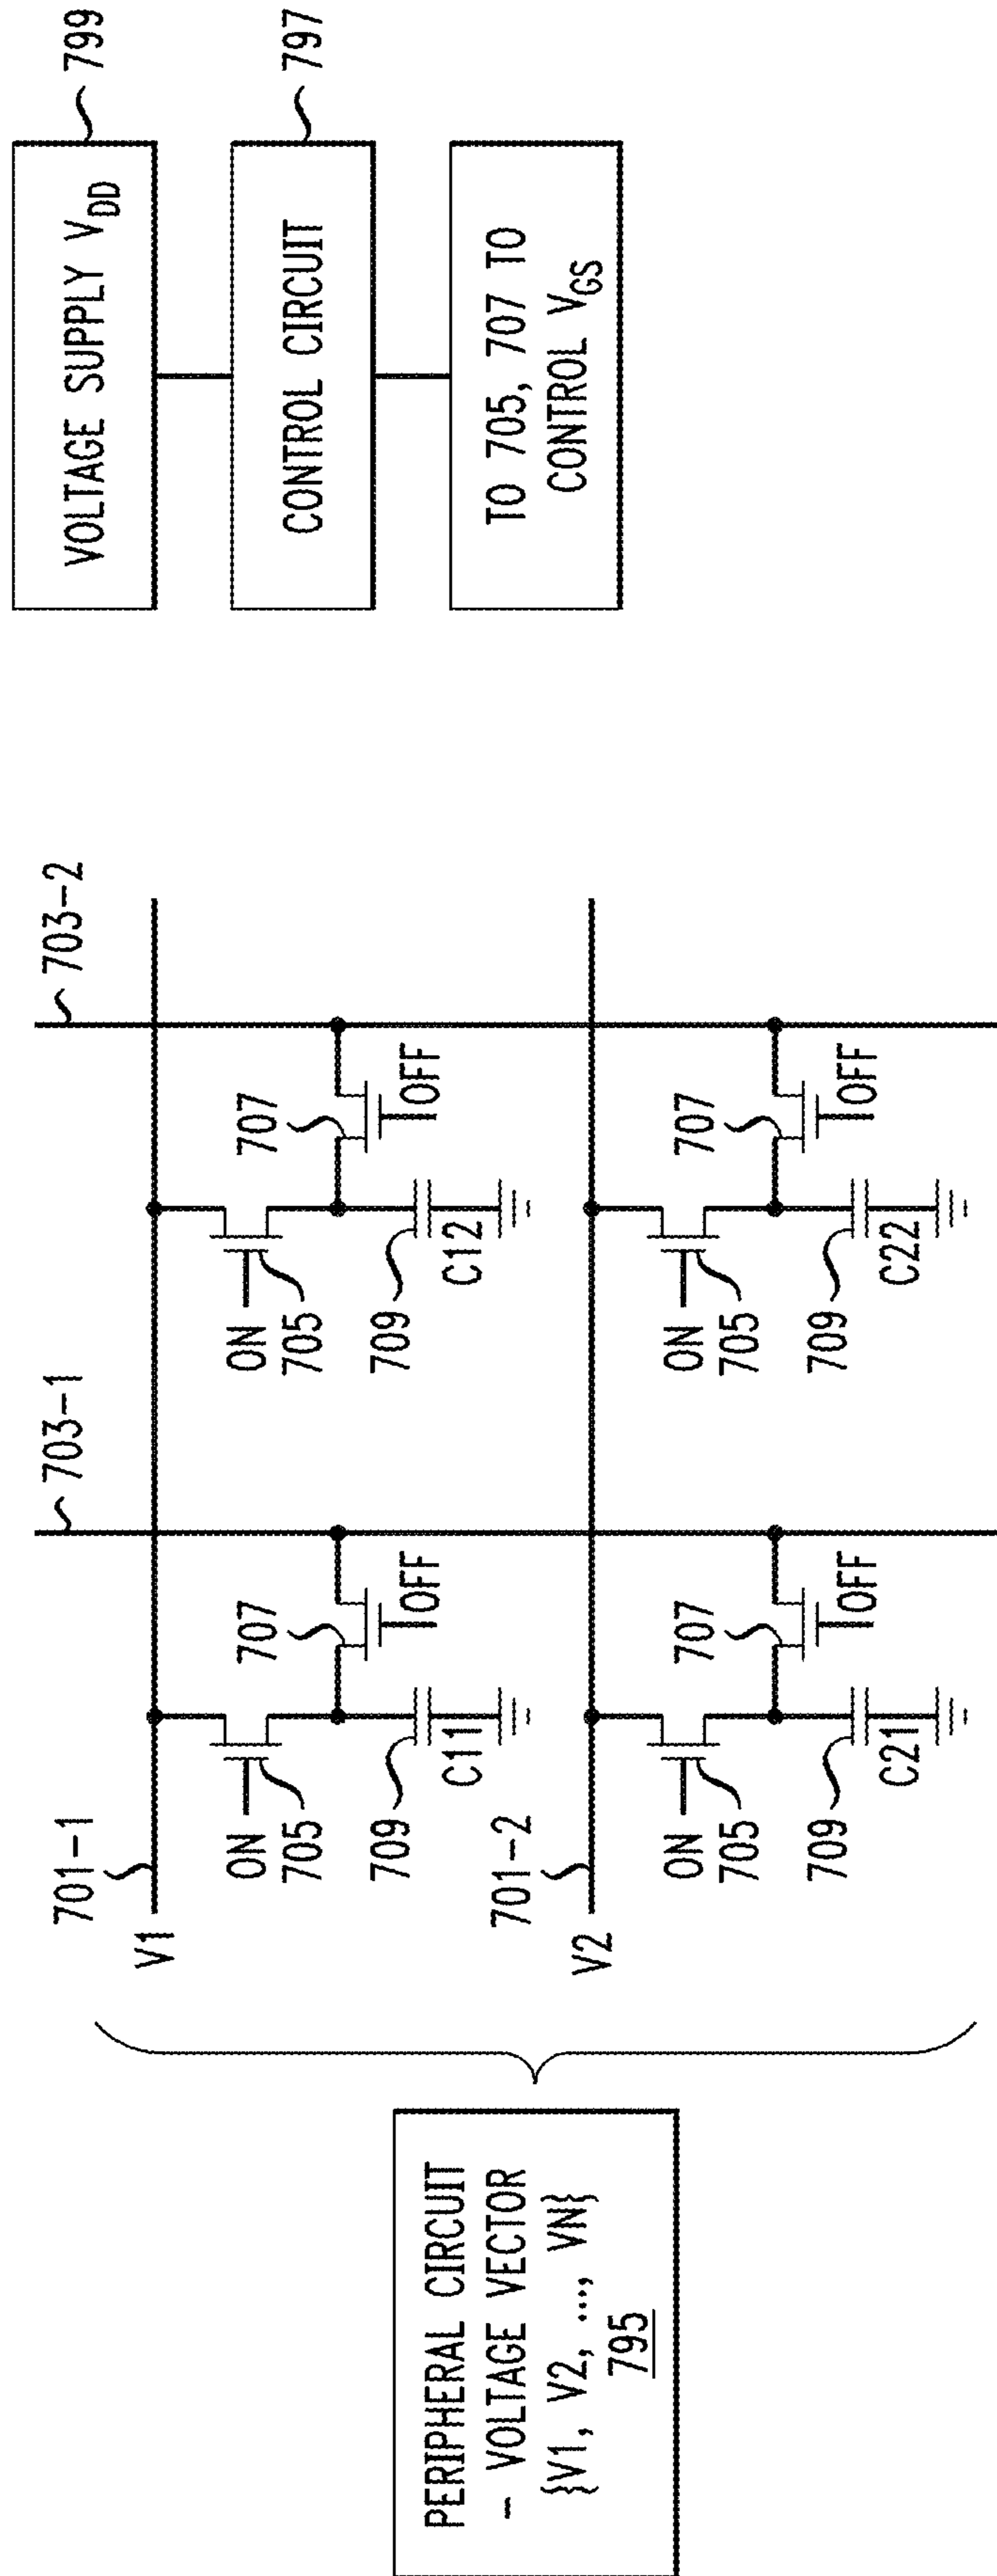 PERIPHERAL CIRCUIT
- VOLTAGE VECTOR
{V1, V2, ..., VN}
795
701-1
V1
703-1
703-2
ON
705
707
OFF
709
C11
ON
705
707
OFF
709
C12
701-2
V2
ON
705
707
OFF
709
C21
ON
705
707
OFF
709
C22
VOLTAGE SUPPLY VDD
799
CONTROL CIRCUIT
797
TO 705, 707 TO
CONTROL VGS